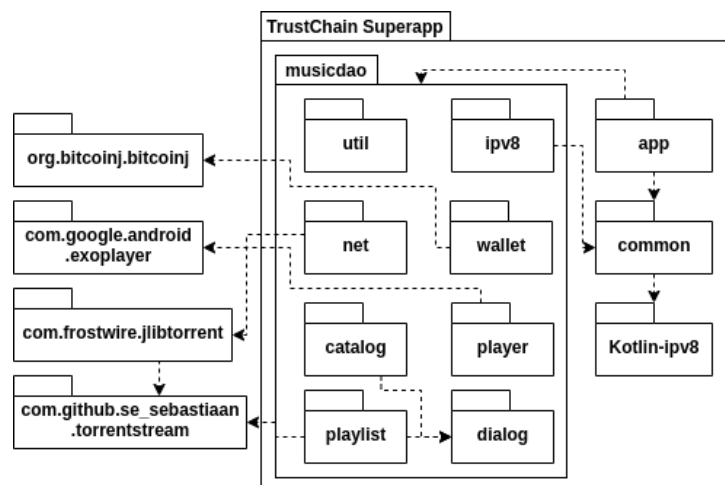 TrustChain Superapp
musicdao
org.bitcoinj.bitcoinj
util
ipv8
app
com.google.android
.exoplayer
net
wallet
common
com.frostwire.jlibtorrent
catalog
player
Kotlin-ipv8
com.github.se_sebastiaan
.torrentstream
playlist
dialog